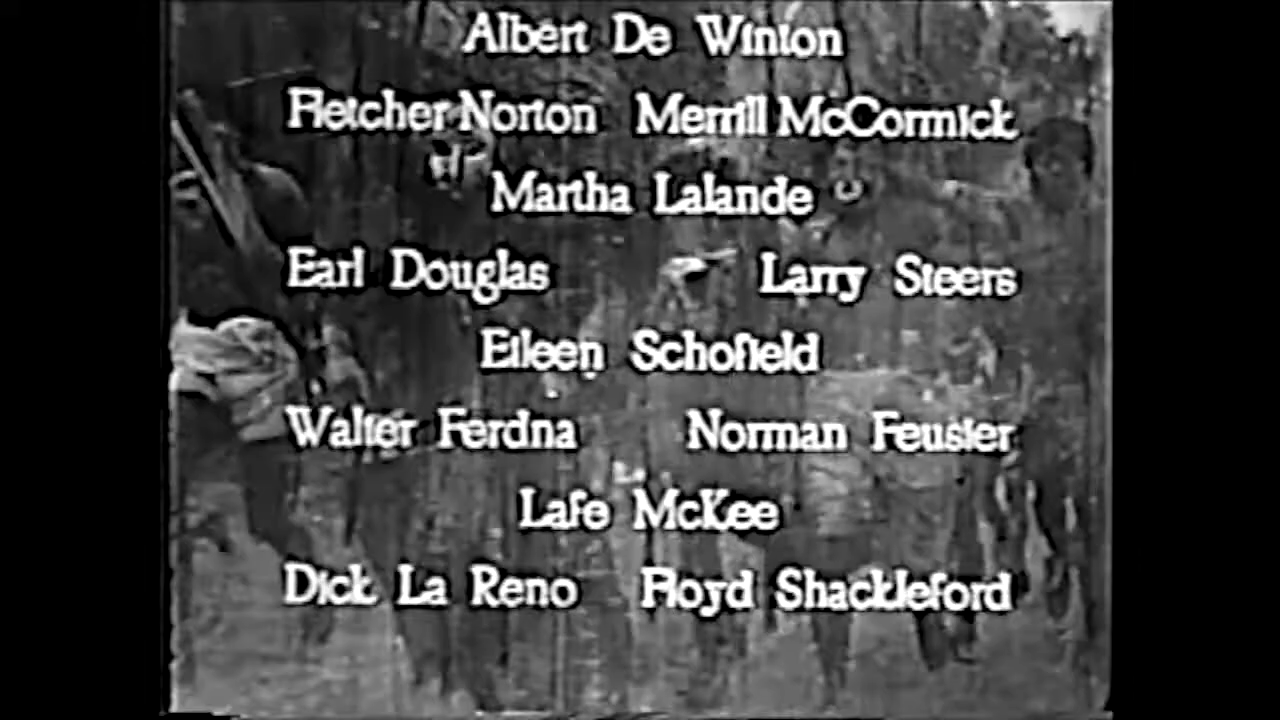 Albert De Winton
Fletcher Norton Merrill McCormick
Martha Lalande
Earl Douglas Larry Steers
Eileen Schofield
Walter Ferdna Norman Feusier
Lafe McKee
Dick La Reno Floyd Shackleford